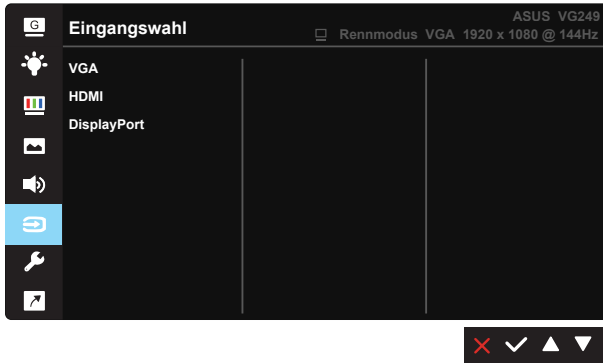 G
Eingangswahl
ASUS VG249
Rennmodus VGA 1920 x 1080 @ 144Hz
VGA
HDMI
DisplayPort